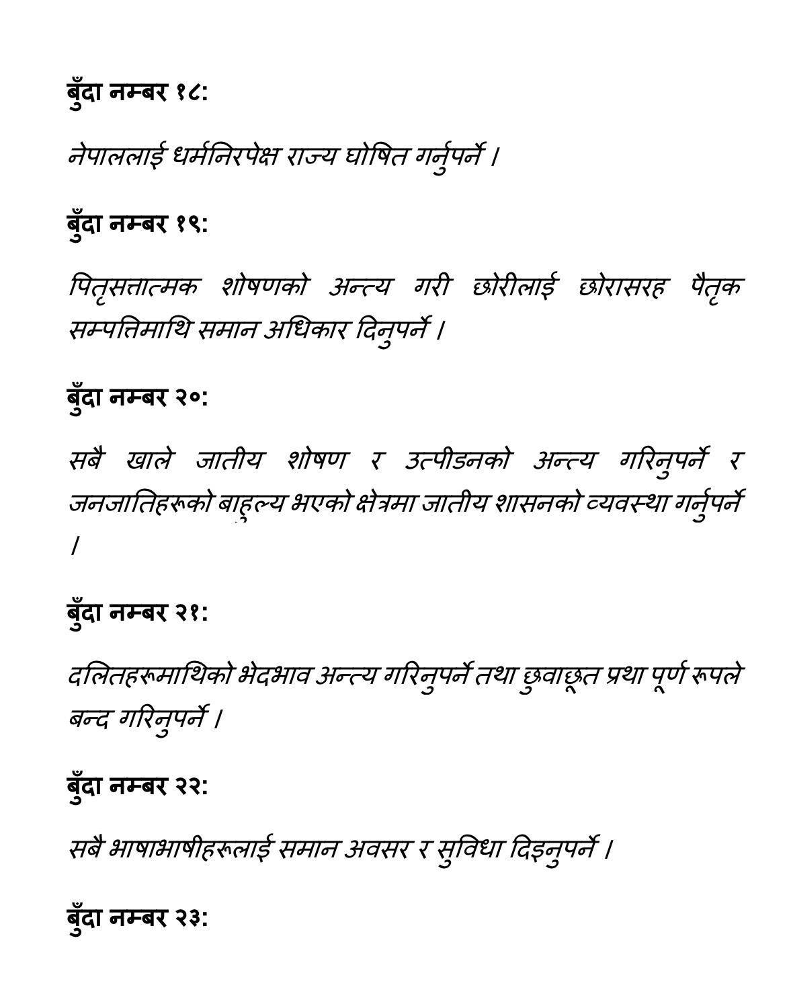 बुँदा नम्बर १८:
नेपाललाई धर्मनिरपेक्ष राज्य घोषित गर्नुपर्ने ।
बुँदा नम्बर १९:
पितृसत्तात्मक शोषणको अन्त्य गरी छोरीलाई छोरासरह पैतृक
सम्पत्तिमाथि समान अधिकार दिनुपर्ने ।
बुँदा नम्बर २०:
सबै खाले जातीय शोषण र उत्पीडनको अन्त्य गरिनुपर्ने र
जनजातिहरूको बाहुल्य भएको क्षेत्रमा जातीय शासनको व्यवस्था गर्नुपर्ने
।
बुँदा नम्बर २१:
दलितहरूमाथिको भेदभाव अन्त्य गरिनुपर्ने तथा छुवाछूत प्रथा पूर्ण रूपले
बन्द गरिनुपर्ने ।
बुँदा नम्बर २२:
सबै भाषाभाषीहरूलाई समान अवसर र सुविधा दिइनुपर्ने ।
बुँदा नम्बर २३: